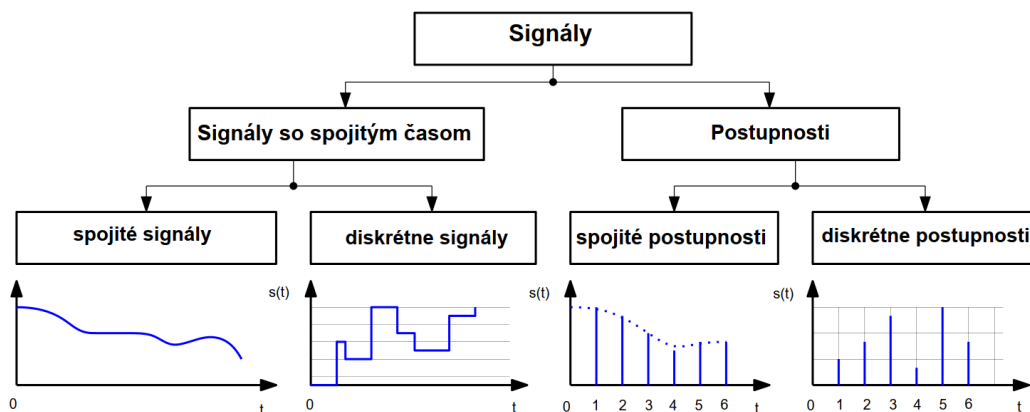 Signály
Signály so spojitým časom
Postupnosti
spojité signály
diskrétne signály
spojité postupnosti
diskrétne postupnosti
s(t)
s(t)
s(t)
0
t
0
t
0 1 2 3 4 5 6 t
0 1 2 3 4 5 6 t